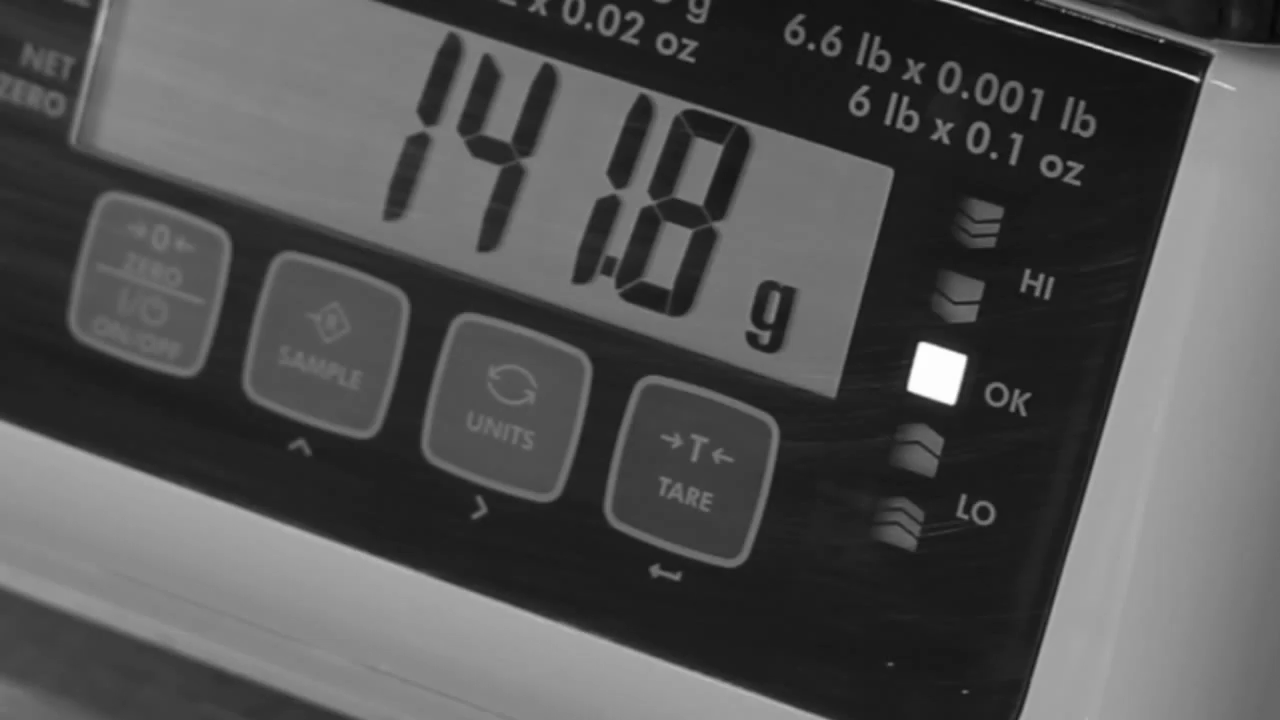 g
x 0.02 oz
6.6 lb x 0.001 lb
6 lb x 0.1 oz
NET
ZERO
141.8 g
→0←
ZERO
I/⏻
ON/OFF
SAMPLE
UNITS
→T←
TARE
HI
OK
LO